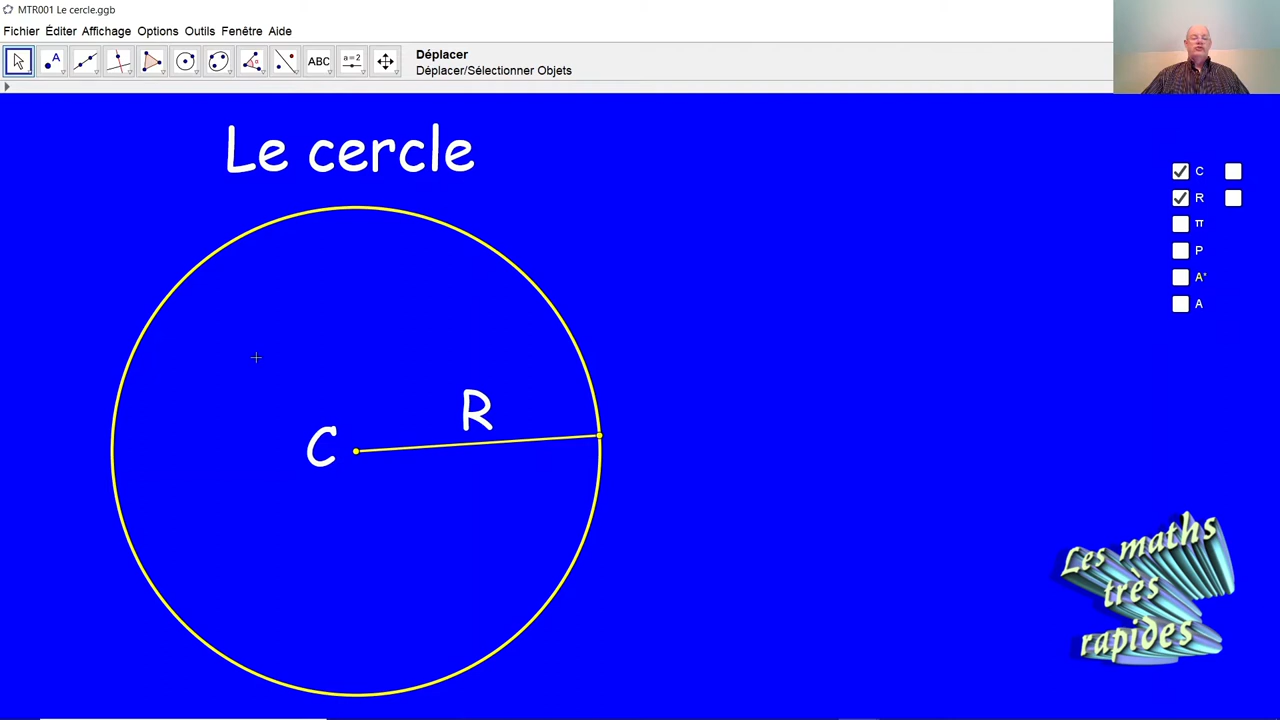 MTR001 Le cercle.ggb
Fichier Éditer Affichage Options Outils Fenêtre Aide
A
ABC
a=2
Déplacer
Déplacer/Sélectionner Objets
Le cercle
C
R
π
P
A'
A
R
C
Les maths
très
rapides